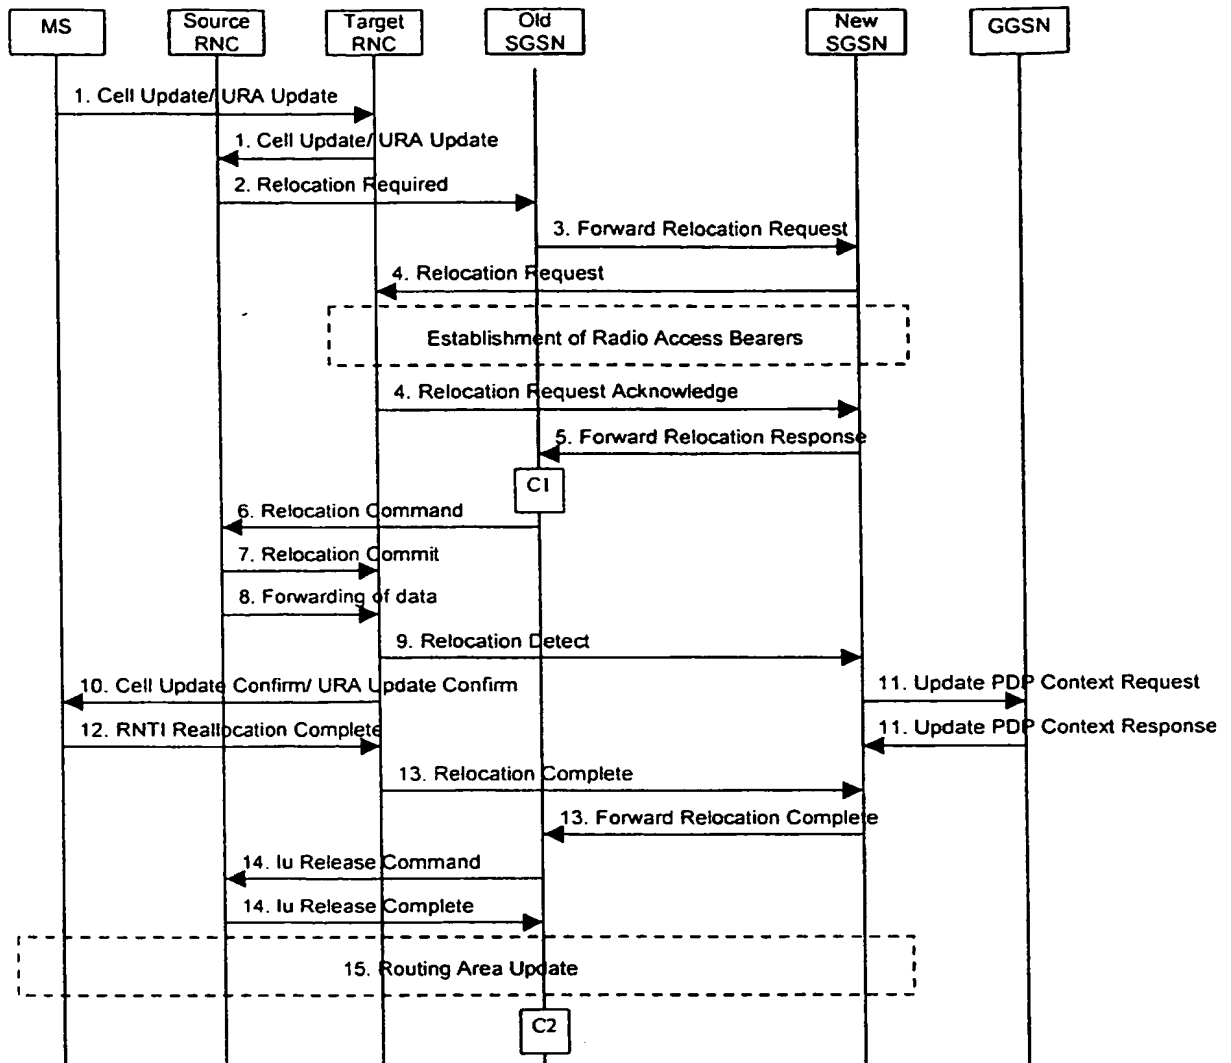 MS
Source
RNC
Target
RNC
Old
SGSN
New
SGSN
GGSN
1. Cell Update/ URA Update
1. Cell Update/ URA Update
2. Relocation Required
3. Forward Relocation Request
4. Relocation Request
Establishment of Radio Access Bearers
4. Relocation Request Acknowledge
5. Forward Relocation Response
C1
6. Relocation Command
7. Relocation Commit
8. Forwarding of data
9. Relocation Detect
10. Cell Update Confirm/ URA Update Confirm
11. Update PDP Context Request
12. RNTI Reallocation Complete
11. Update PDP Context Response
13. Relocation Complete
13. Forward Relocation Complete
14. Iu Release Command
14. Iu Release Complete
15. Routing Area Update
C2